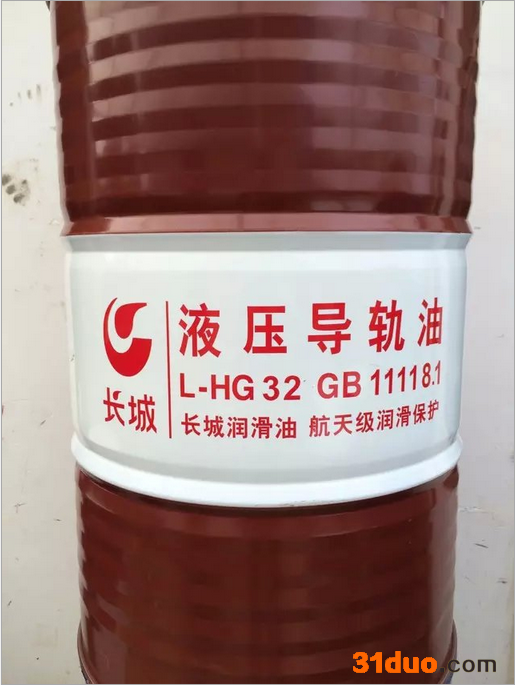 长城
液压导轨油
L-HG 32 GB 11118.1
长城润滑油 航天级润滑保护
31duo.com